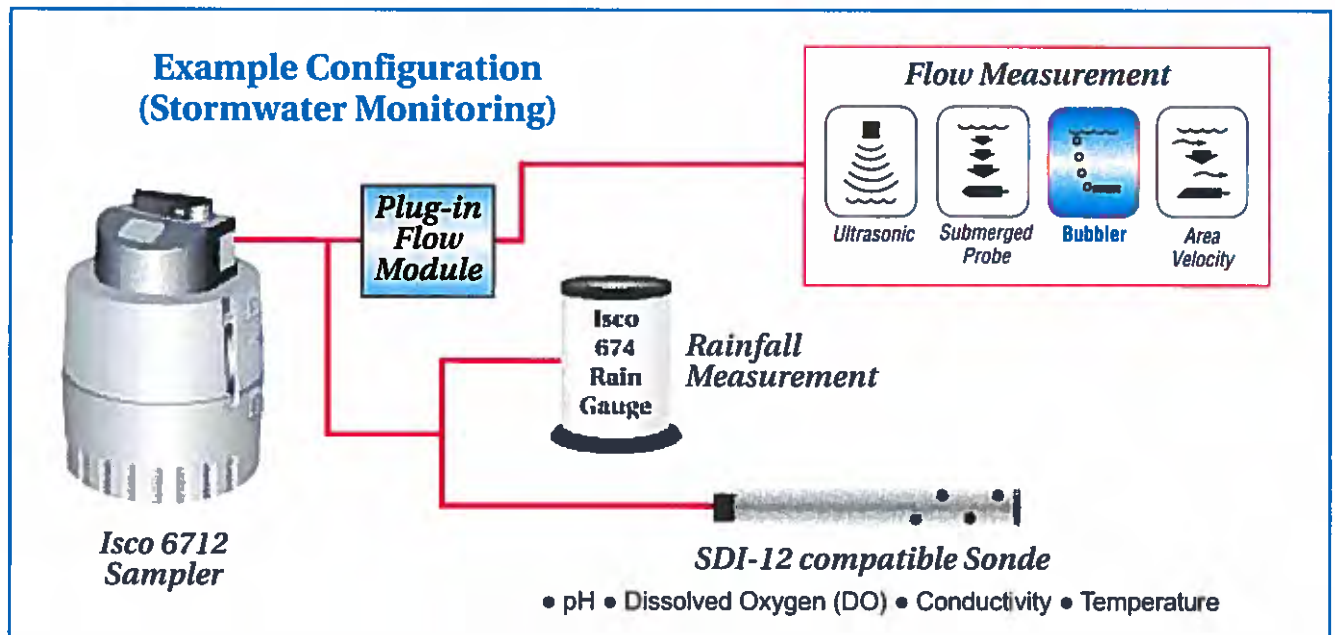 Example Configuration
(Stormwater Monitoring)
Flow Measurement
Ultrasonic
Submerged
Probe
Bubbler
Area
Velocity
Plug-in
Flow
Module
Isco
674
Rain
Gauge
Rainfall
Measurement
Isco 6712
Sampler
SDI-12 compatible Sonde
● pH ● Dissolved Oxygen (DO) ● Conductivity ● Temperature